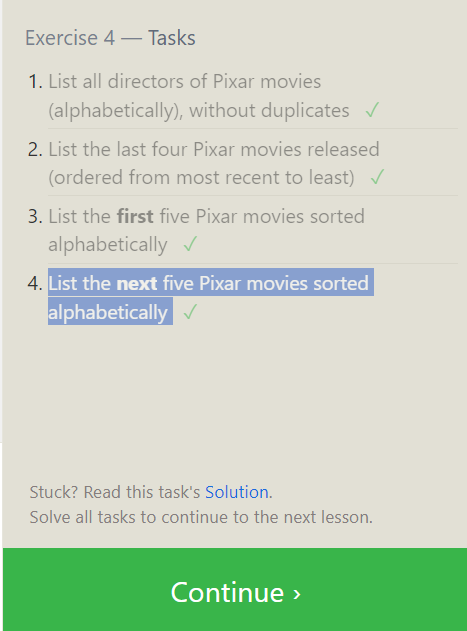 Exercise 4 — Tasks
1. List all directors of Pixar movies
(alphabetically), without duplicates ✓
2. List the last four Pixar movies released
(ordered from most recent to least) ✓
3. List the first five Pixar movies sorted
alphabetically ✓
4. List the next five Pixar movies sorted
alphabetically ✓
Stuck? Read this task's Solution.
Solve all tasks to continue to the next lesson.
Continue ›